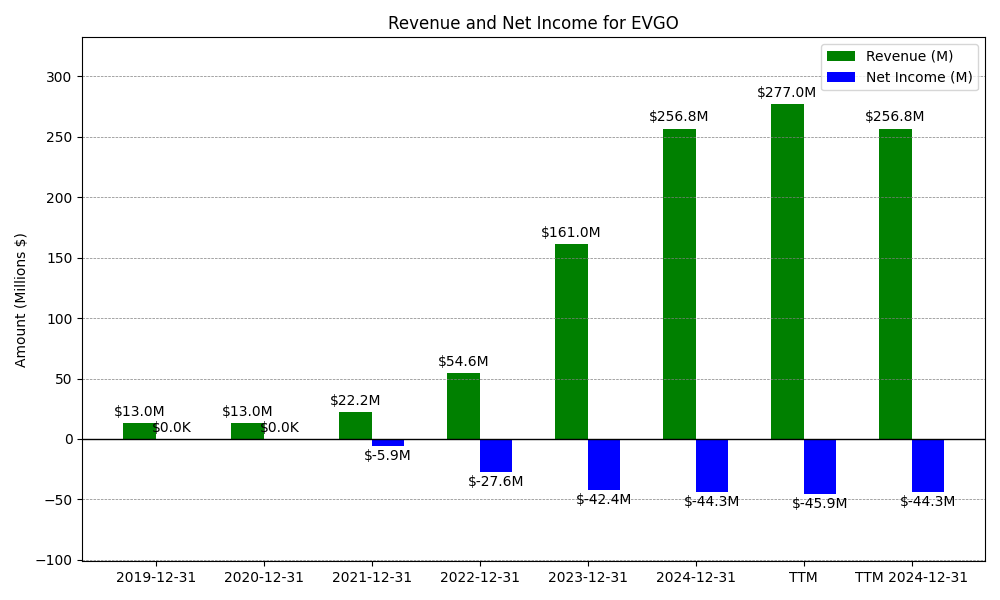 Revenue and Net Income for EVGO
Revenue (M)
Net Income (M)
Amount (Millions $)
300
250
200
150
100
50
0
−50
−100
$13.0M
$0.0K
$13.0M
$0.0K
$22.2M
$-5.9M
$54.6M
$-27.6M
$161.0M
$-42.4M
$256.8M
$-44.3M
$277.0M
$-45.9M
$256.8M
$-44.3M
2019-12-31
2020-12-31
2021-12-31
2022-12-31
2023-12-31
2024-12-31
TTM
TTM 2024-12-31